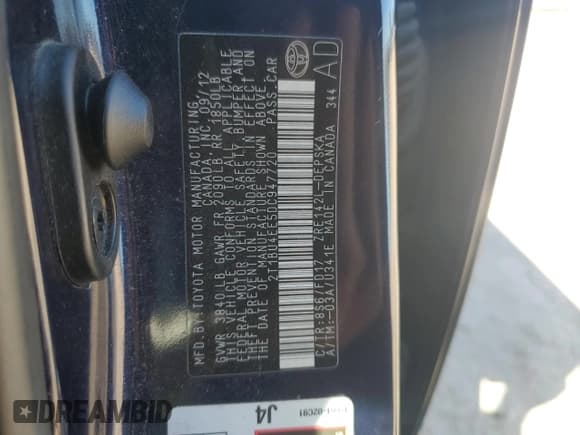 MFD. BY: TOYOTA MOTOR MANUFACTURING
CANADA, INC. 09/12
GVWR 3840LB GAWR FR 2090LB RR 1850LB
THIS VEHICLE CONFORMS TO ALL APPLICABLE
FEDERAL MOTOR VEHICLE SAFETY, BUMPER AND
THEFT PREVENTION STANDARDS IN EFFECT ON
THE DATE OF MANUFACTURE SHOWN ABOVE.
2T1BU4EE5DC947720 PASS. CAR
C/TR: 8S6/FD17 ZRE142L-DEPSKA
A/TM: -03A/U341E MADE IN CANADA 344
AD
J4
DREAMBID